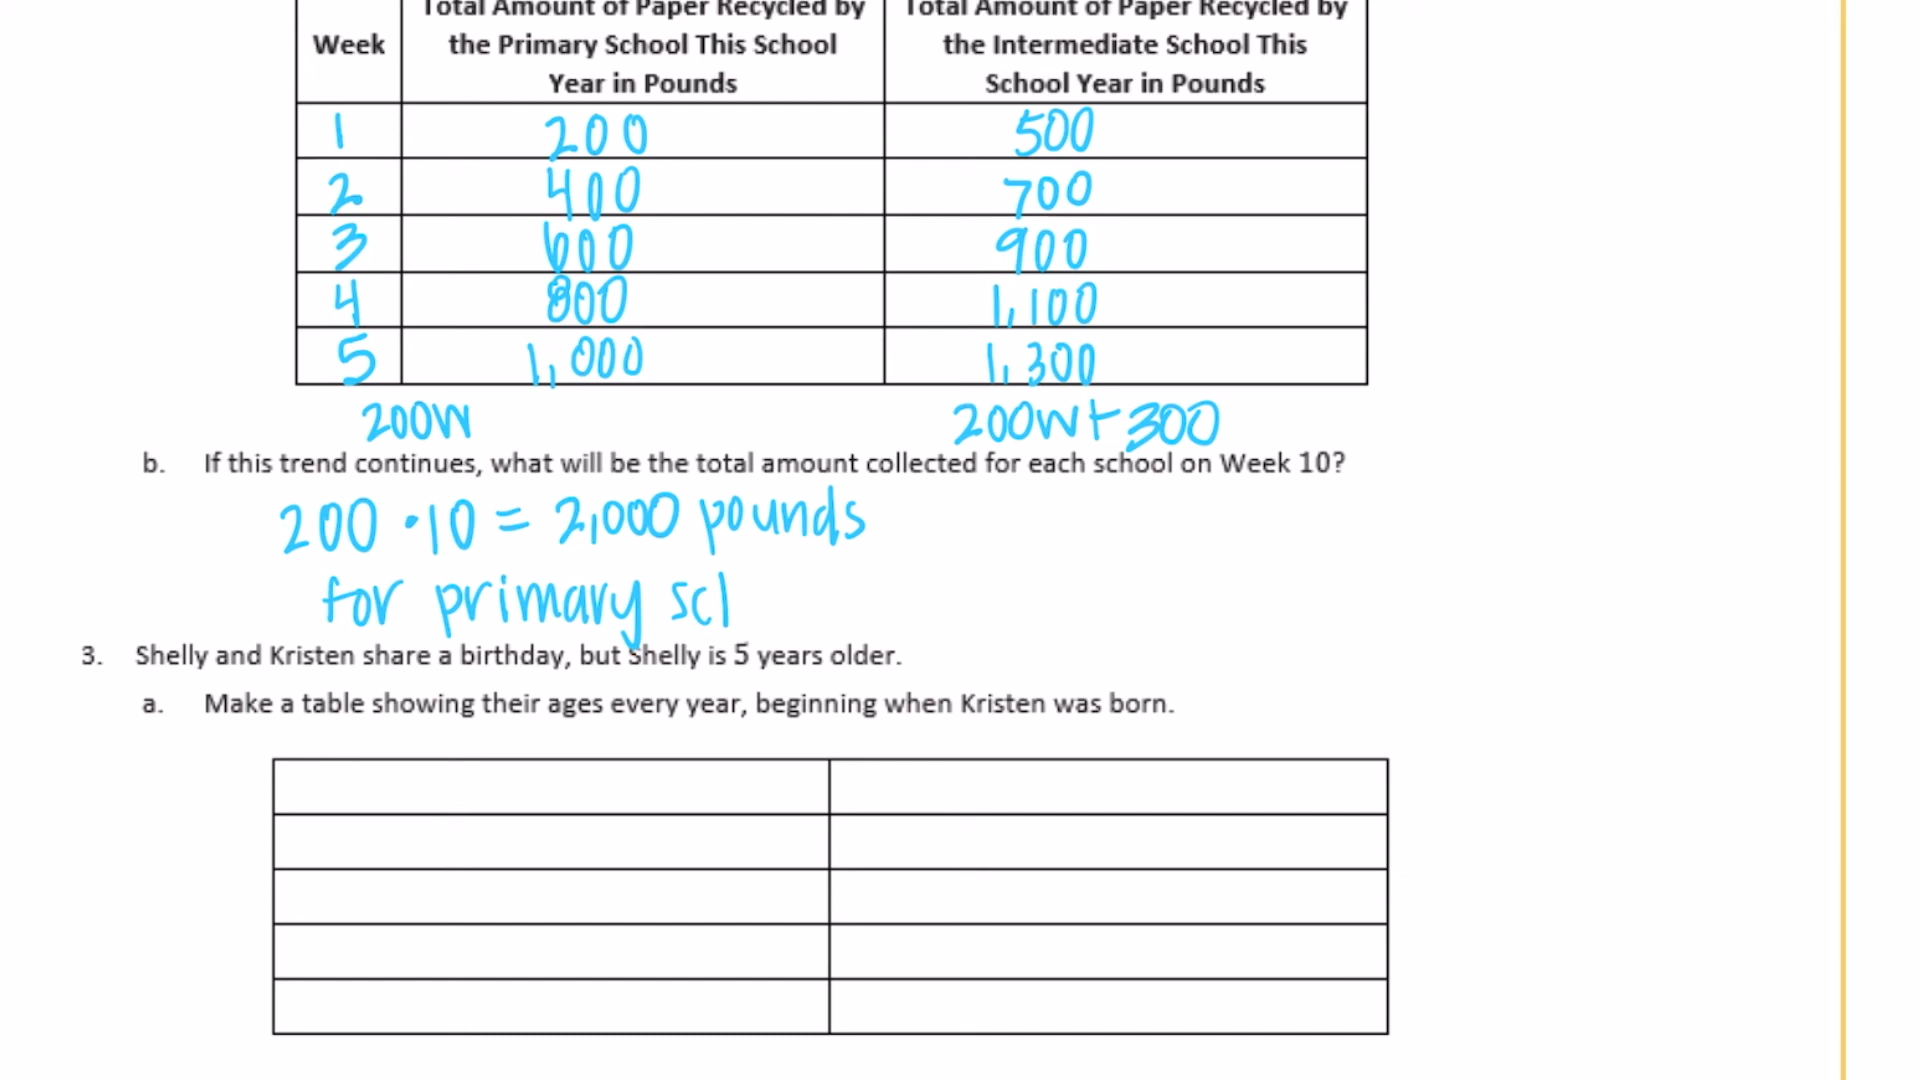 Total Amount of Paper Recycled by Total Amount of Paper Recycled by
Week the Primary School This School the Intermediate School This
Year in Pounds School Year in Pounds
1 200 500
2 400 700
3 600 900
4 800 1,100
5 1,000 1,300
200w 200w+300
b. If this trend continues, what will be the total amount collected for each school on Week 10?
200 · 10 = 2,000 pounds
for primary scl
3. Shelly and Kristen share a birthday, but Shelly is 5 years older.
a. Make a table showing their ages every year, beginning when Kristen was born.